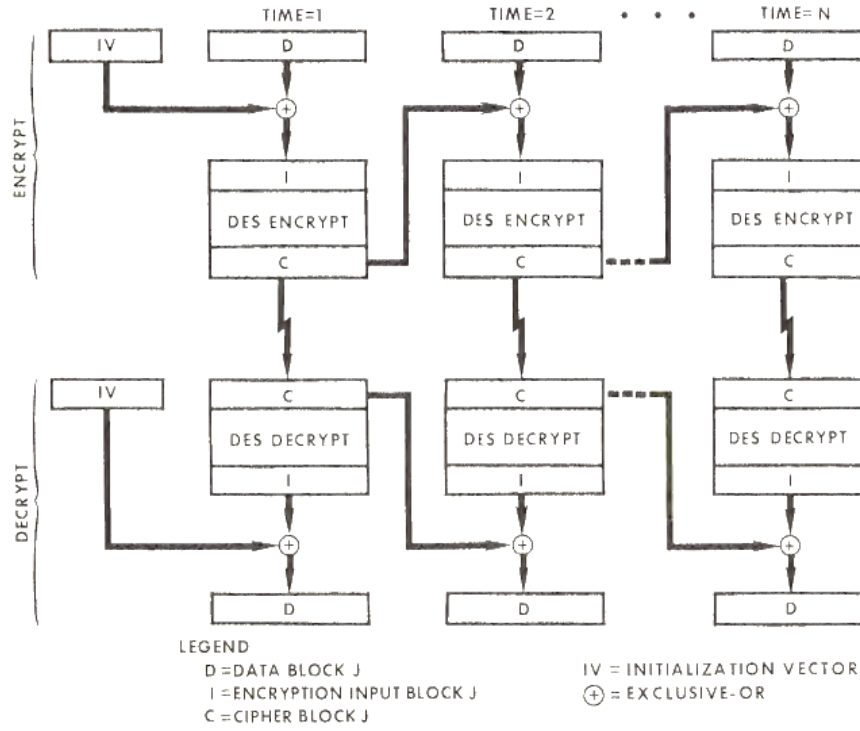 TIME=1 TIME=2 • • • TIME=N
IV D D D
+ + +
ENCRYPT
I I I
DES ENCRYPT DES ENCRYPT DES ENCRYPT
C C C
IV C C C
DES DECRYPT DES DECRYPT DES DECRYPT
DECRYPT
I I I
+ + +
D D D
LEGEND
D=DATA BLOCK J IV = INITIALIZATION VECTOR
I =ENCRYPTION INPUT BLOCK J + = EXCLUSIVE-OR
C =CIPHER BLOCK J